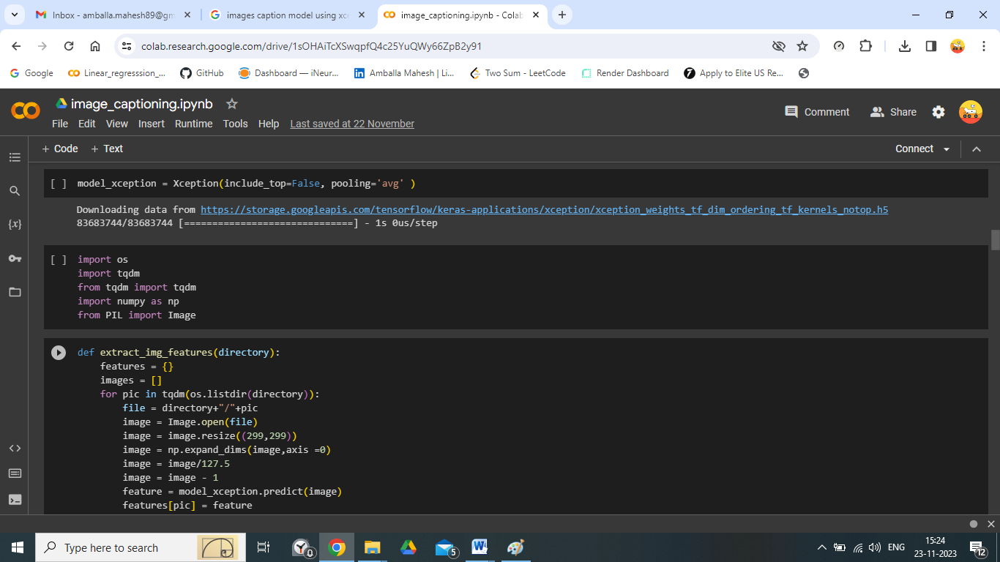 Inbox - amballa.mahesh89@gm
images caption model using xce
image_captioning.ipynb - Colab
colab.research.google.com/drive/1sOHAiTcXSwqpfQ4c25YuQWy66ZpB2y91
Google
Linear_regresssion_...
GitHub
Dashboard — iNeur...
Amballa Mahesh | Li...
Two Sum - LeetCode
Render Dashboard
Apply to Elite US Re...
image_captioning.ipynb
Comment
Share
File Edit View Insert Runtime Tools Help Last saved at 22 November
+ Code + Text
Connect
[ ] model_xception = Xception(include_top=False, pooling='avg' )
Downloading data from https://storage.googleapis.com/tensorflow/keras-applications/xception/xception_weights_tf_dim_ordering_tf_kernels_notop.h5
83683744/83683744 [==============================] - 1s 0us/step
{x}
[ ] import os
import tqdm
from tqdm import tqdm
import numpy as np
from PIL import Image
def extract_img_features(directory):
    features = {}
    images = []
    for pic in tqdm(os.listdir(directory)):
        file = directory+"/"+pic
        image = Image.open(file)
        image = image.resize((299,299))
        image = np.expand_dims(image,axis =0)
        image = image/127.5
        image = image - 1
        feature = model_xception.predict(image)
        features[pic] = feature
Type here to search
0
5
ENG
15:24
23-11-2023
12